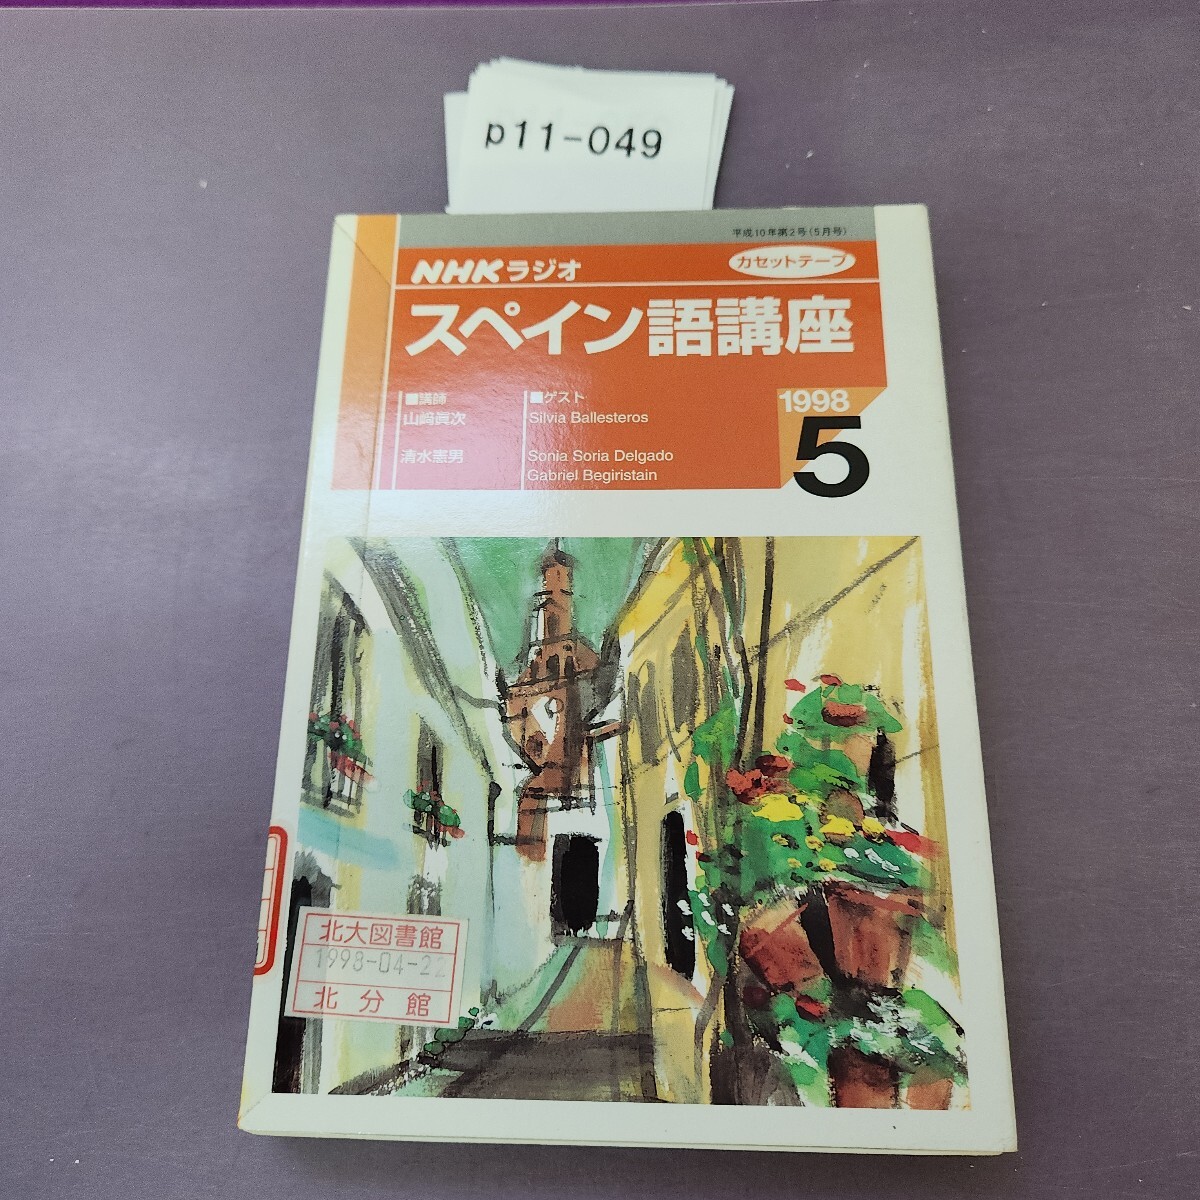 p11-049
平成10年第2号(5月号)
NHKラジオ
カセットテープ
スペイン語講座
■講師
山﨑眞次
清水憲男
■ゲスト
Silvia Ballesteros
Sonia Soria Delgado
Gabriel Begiristain
1998
5
北大図書館
1998-04-22
北分館